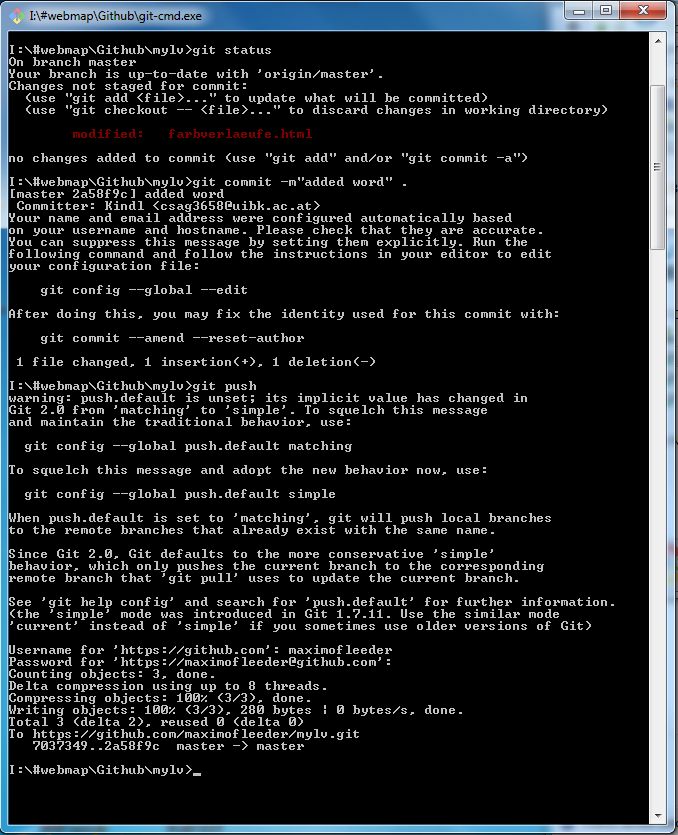 I:\#webmap\Github\git-cmd.exe
I:\#webmap\Github\mylv>git status
On branch master
Your branch is up-to-date with 'origin/master'.
Changes not staged for commit:
  (use "git add <file>..." to update what will be committed)
  (use "git checkout -- <file>..." to discard changes in working directory)
        modified:   farbverlaeufe.html
no changes added to commit (use "git add" and/or "git commit -a")
I:\#webmap\Github\mylv>git commit -m"added word" .
[master 2a58f9c] added word
 Committer: Kindl <csag3658@uibk.ac.at>
Your name and email address were configured automatically based
on your username and hostname. Please check that they are accurate.
You can suppress this message by setting them explicitly. Run the
following command and follow the instructions in your editor to edit
your configuration file:
    git config --global --edit
After doing this, you may fix the identity used for this commit with:
    git commit --amend --reset-author
 1 file changed, 1 insertion(+), 1 deletion(-)
I:\#webmap\Github\mylv>git push
warning: push.default is unset; its implicit value has changed in
Git 2.0 from 'matching' to 'simple'. To squelch this message
and maintain the traditional behavior, use:
  git config --global push.default matching
To squelch this message and adopt the new behavior now, use:
  git config --global push.default simple
When push.default is set to 'matching', git will push local branches
to the remote branches that already exist with the same name.
Since Git 2.0, Git defaults to the more conservative 'simple'
behavior, which only pushes the current branch to the corresponding
remote branch that 'git pull' uses to update the current branch.
See 'git help config' and search for 'push.default' for further information.
(the 'simple' mode was introduced in Git 1.7.11. Use the similar mode
'current' instead of 'simple' if you sometimes use older versions of Git)
Username for 'https://github.com': maximofleeder
Password for 'https://maximofleeder@github.com':
Counting objects: 3, done.
Delta compression using up to 8 threads.
Compressing objects: 100% (3/3), done.
Writing objects: 100% (3/3), 280 bytes | 0 bytes/s, done.
Total 3 (delta 2), reused 0 (delta 0)
To https://github.com/maximofleeder/mylv.git
   7037349..2a58f9c  master -> master
I:\#webmap\Github\mylv>_